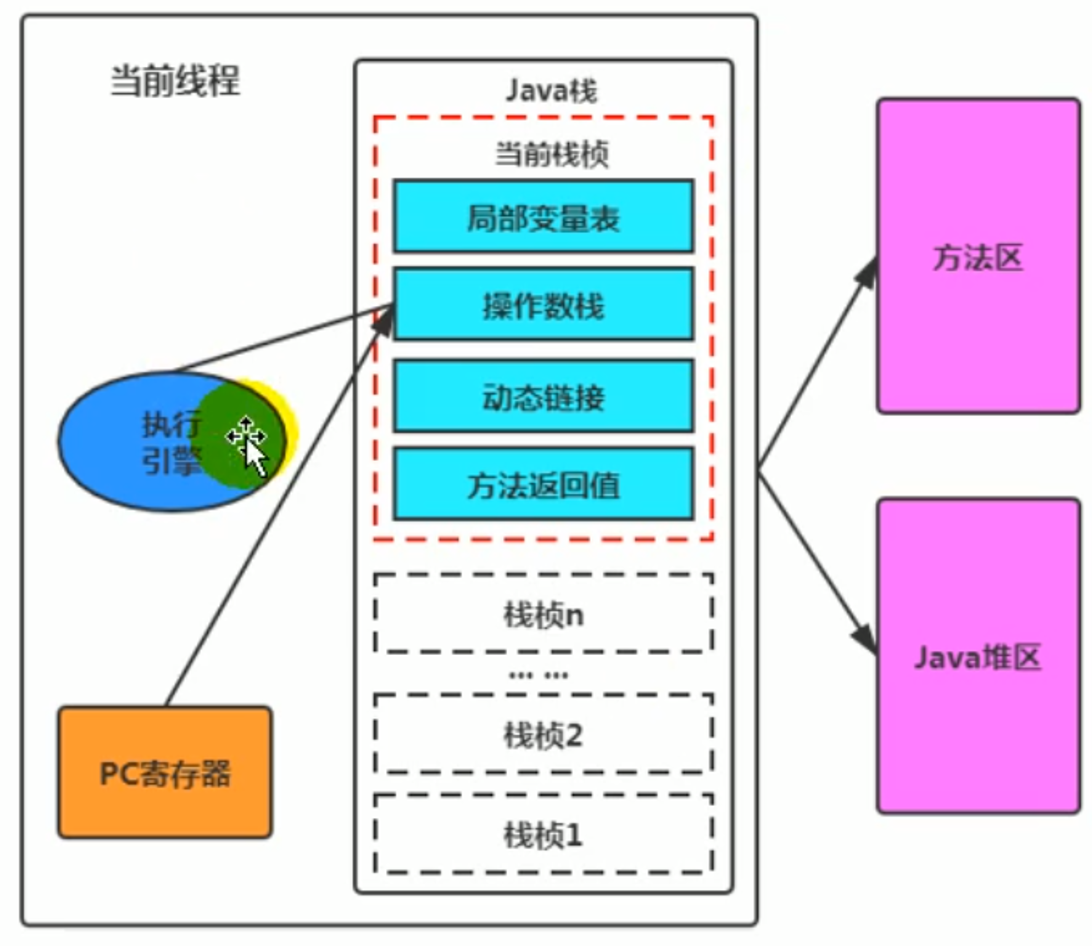 当前线程
Java栈
当前栈桢
局部变量表
操作数栈
动态链接
方法返回值
执行
引擎
栈桢n
... ...
栈桢2
栈桢1
PC寄存器
方法区
Java堆区